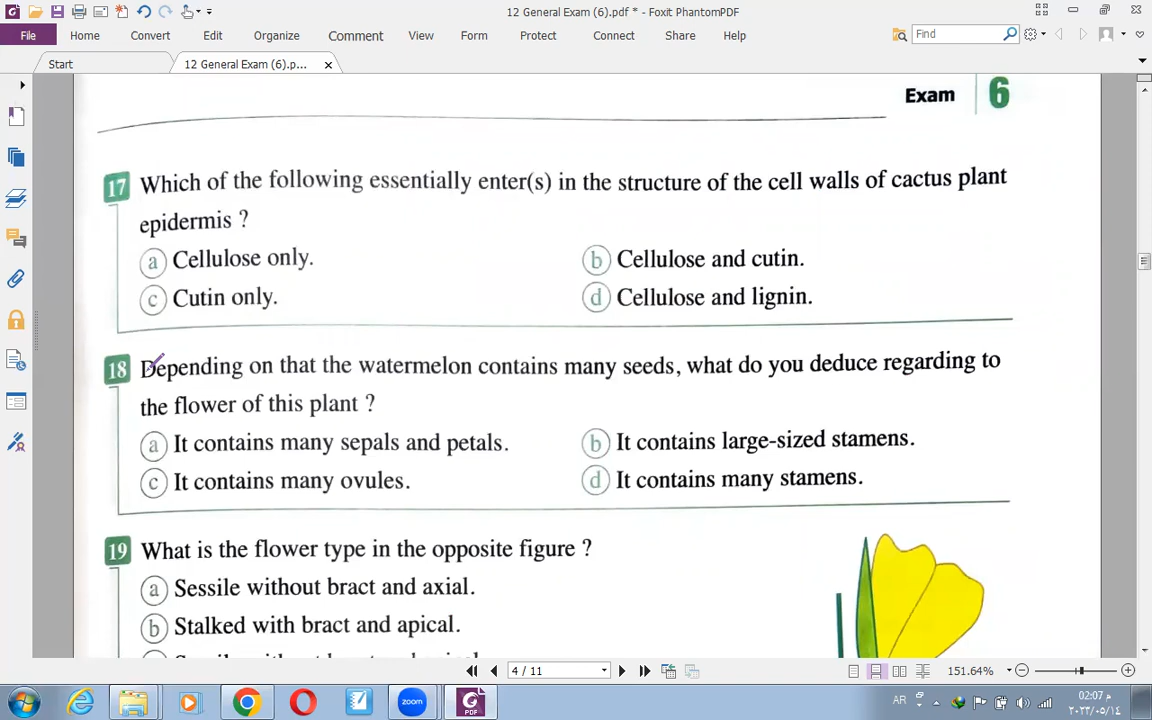 12 General Exam (6).pdf * - Foxit PhantomPDF
File Home Convert Edit Organize Comment View Form Protect Connect Share Help Find
Start 12 General Exam (6).p...
Exam 6
17 Which of the following essentially enter(s) in the structure of the cell walls of cactus plant
epidermis ?
a Cellulose only. b Cellulose and cutin.
c Cutin only. d Cellulose and lignin.
18 Depending on that the watermelon contains many seeds, what do you deduce regarding to
the flower of this plant ?
a It contains many sepals and petals. b It contains large-sized stamens.
c It contains many ovules. d It contains many stamens.
19 What is the flower type in the opposite figure ?
a Sessile without bract and axial.
b Stalked with bract and apical.
4 / 11 151.64%
zoom PDF AR 02:07 م
٢٠٢٣/٠٥/١٤